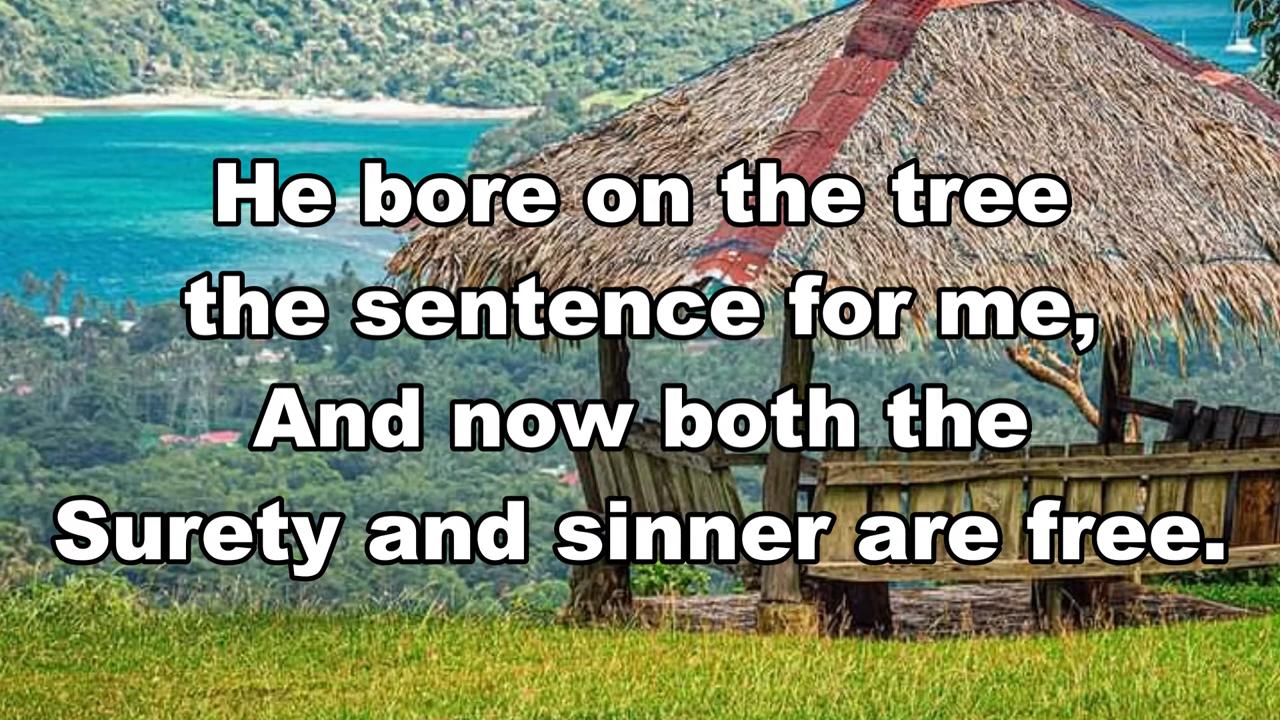 He bore on the tree
the sentence for me,
And now both the
Surety and sinner are free.